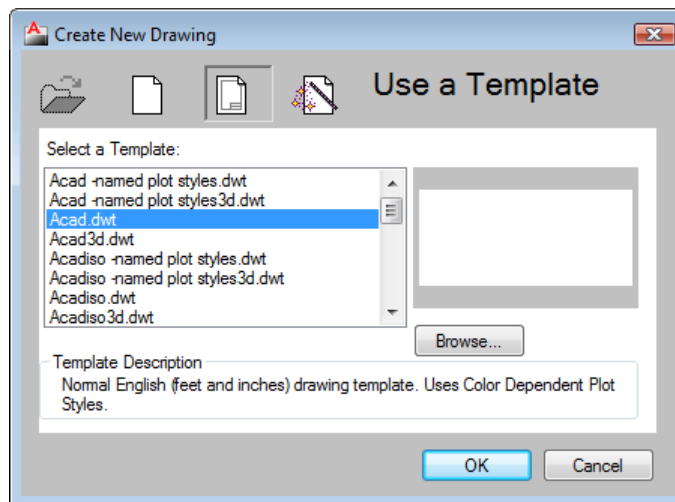 Create New Drawing
Use a Template
Select a Template:
Acad -named plot styles.dwt
Acad -named plot styles3d.dwt
Acad.dwt
Acad3d.dwt
Acadiso -named plot styles.dwt
Acadiso -named plot styles3d.dwt
Acadiso.dwt
Acadiso3d.dwt
Browse...
Template Description
Normal English (feet and inches) drawing template. Uses Color Dependent Plot
Styles.
OK
Cancel